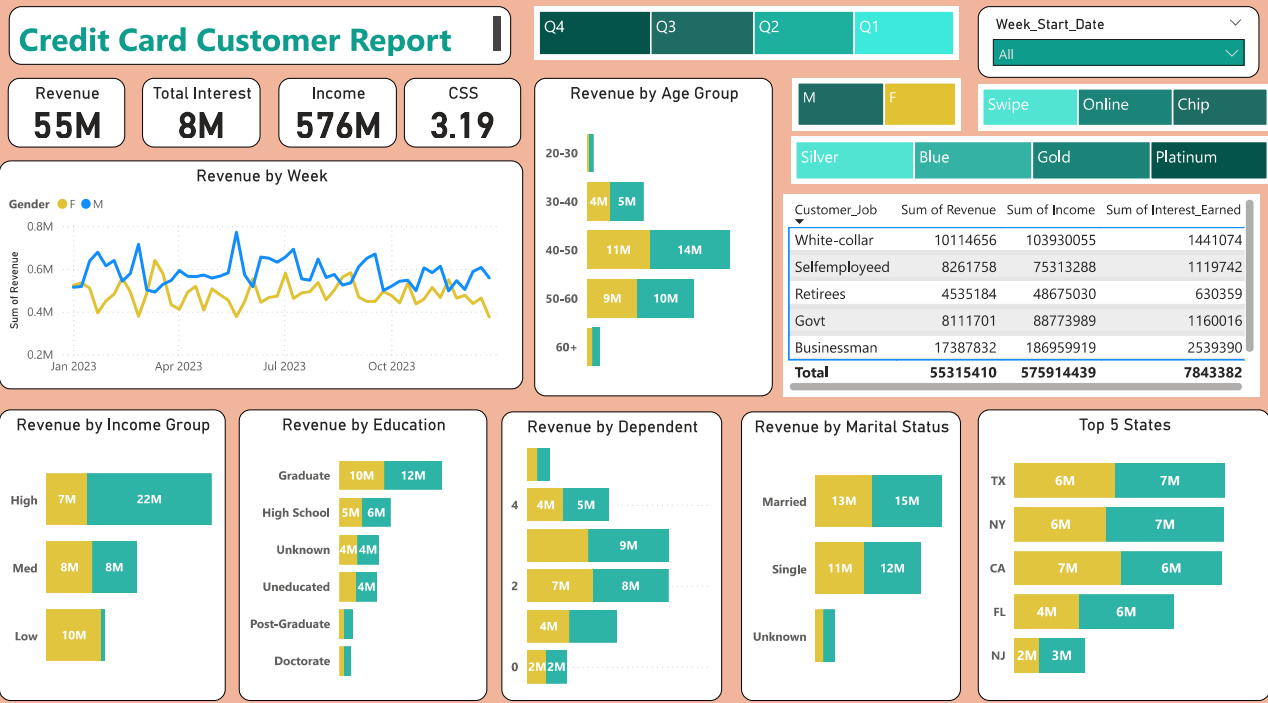 Credit Card Customer Report
Q4 Q3 Q2 Q1
Week_Start_Date
All
Revenue
55M
Total Interest
8M
Income
576M
CSS
3.19
M F
Swipe Online Chip
Silver Blue Gold Platinum
Revenue by Week
Gender F M
Sum of Revenue
0.8M
0.6M
0.4M
0.2M
Jan 2023 Apr 2023 Jul 2023 Oct 2023
Revenue by Age Group
20-30
30-40 4M 5M
40-50 11M 14M
50-60 9M 10M
60+
Customer_Job Sum of Revenue Sum of Income Sum of Interest_Earned
White-collar 10114656 103930055 1441074
Selfemployeed 8261758 75313288 1119742
Retirees 4535184 48675030 630359
Govt 8111701 88773989 1160016
Businessman 17387832 186959919 2539390
Total 55315410 575914439 7843382
Revenue by Income Group
High 7M 22M
Med 8M 8M
Low 10M
Revenue by Education
Graduate 10M 12M
High School 5M 6M
Unknown 4M 4M
Uneducated 4M
Post-Graduate
Doctorate
Revenue by Dependent
4 4M 5M
9M
2 7M 8M
4M
0 2M 2M
Revenue by Marital Status
Married 13M 15M
Single 11M 12M
Unknown
Top 5 States
TX 6M 7M
NY 6M 7M
CA 7M 6M
FL 4M 6M
NJ 2M 3M